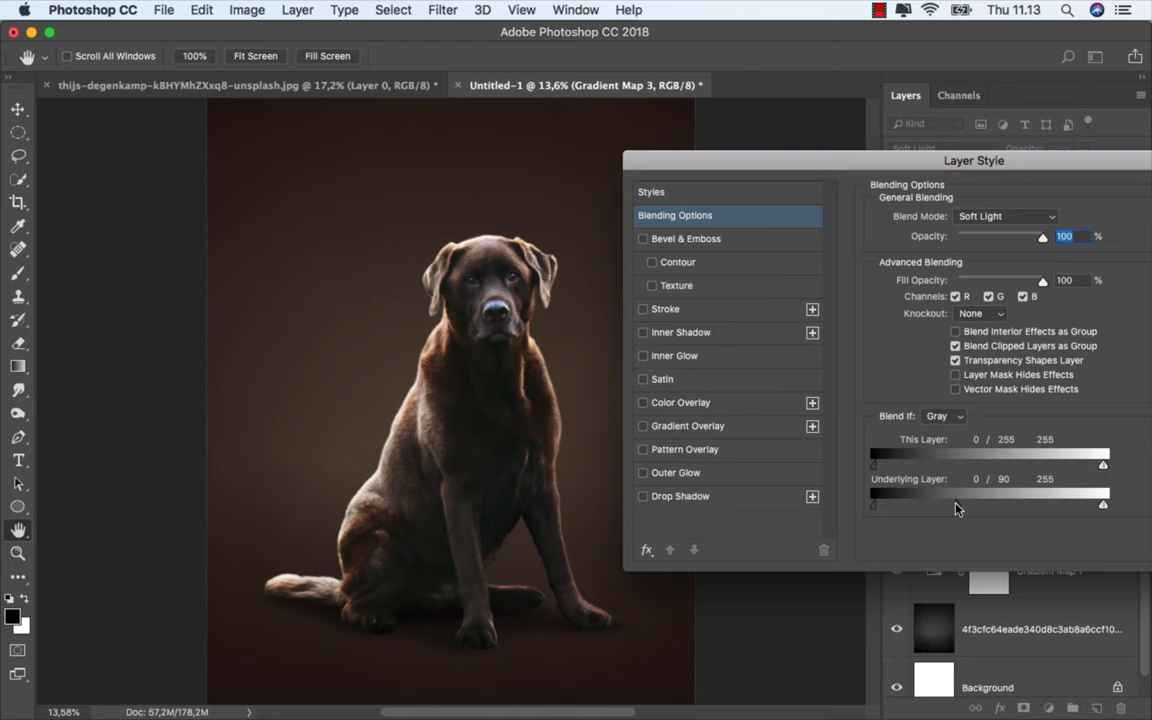 Photoshop CC File Edit Image Layer Type Select Filter 3D View Window Help Thu 11.13
Adobe Photoshop CC 2018
Scroll All Windows 100% Fit Screen Fill Screen
thijs-degenkamp-kBHYMhZXxq8-unsplash.jpg @ 17,2% (Layer 0, RGB/8) *
Untitled-1 @ 13,6% (Gradient Map 3, RGB/8) *
Layers Channels
Kind
Soft Light Opacity:
Layer Style
Styles
Blending Options
Bevel & Emboss
Contour
Texture
Stroke
Inner Shadow
Inner Glow
Satin
Color Overlay
Gradient Overlay
Pattern Overlay
Outer Glow
Drop Shadow
fx
Blending Options
General Blending
Blend Mode: Soft Light
Opacity: 100 %
Advanced Blending
Fill Opacity: 100 %
Channels: R G B
Knockout: None
Blend Interior Effects as Group
Blend Clipped Layers as Group
Transparency Shapes Layer
Layer Mask Hides Effects
Vector Mask Hides Effects
Blend If: Gray
This Layer: 0 / 255 255
Underlying Layer: 0 / 90 255
4f3cfc64eade340d8c3ab8a6ccf10...
Background
fx
13,58% Doc: 57,2M/178,2M